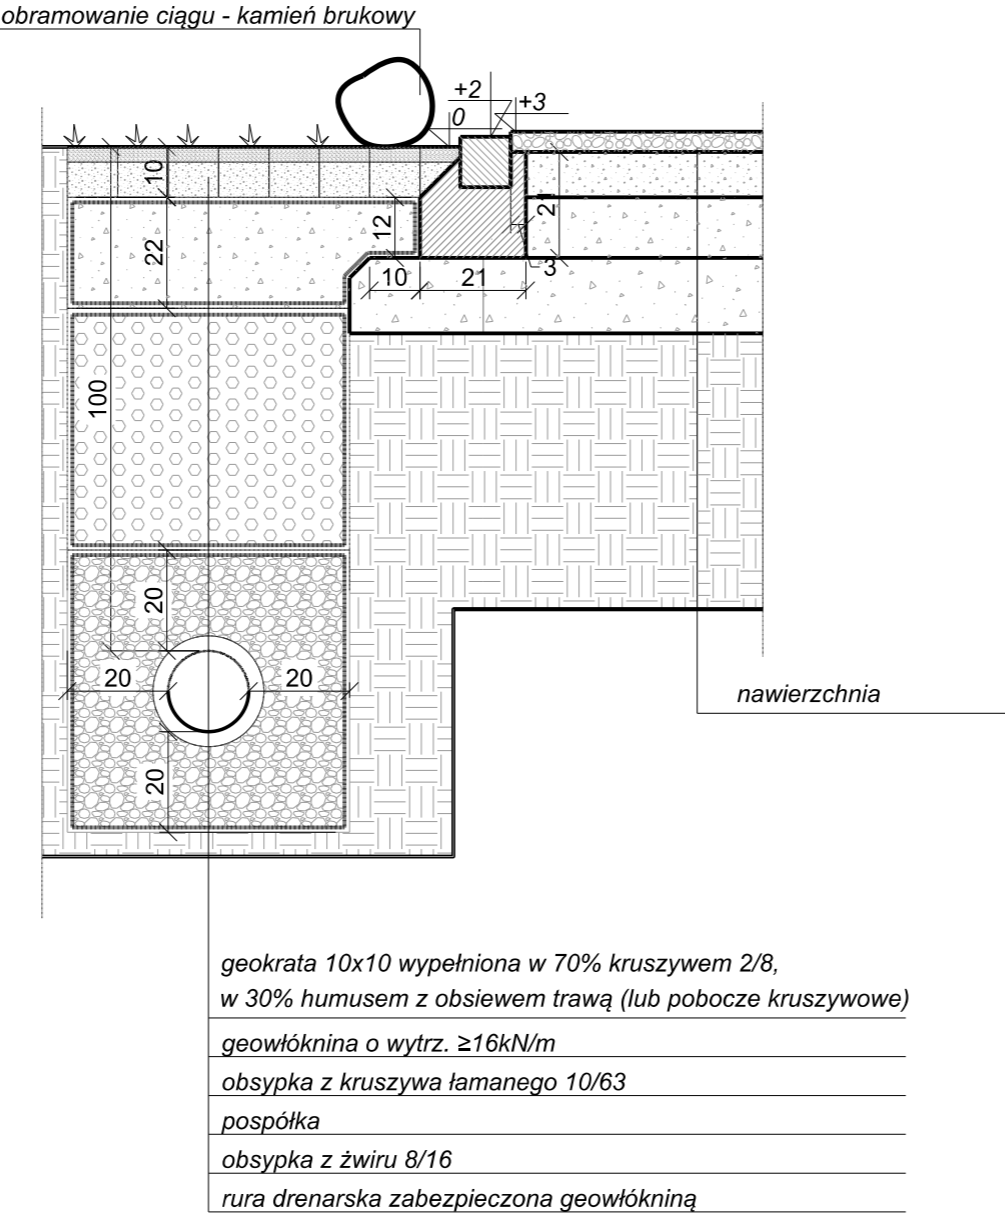 obramowanie ciągu - kamień brukowy
+2
+3
0
10
12
21
22
10
21
3
100
20
20
20
20
nawierzchnia
geokrata 10x10 wypełniona w 70% kruszywem 2/8,
w 30% humusem z obsiewem trawą (lub pobocze kruszywowe)
geowłóknina o wytrz. ≥16kN/m
obsypka z kruszywa łamanego 10/63
pospółka
obsypka z żwiru 8/16
rura drenarska zabezpieczona geowłókniną